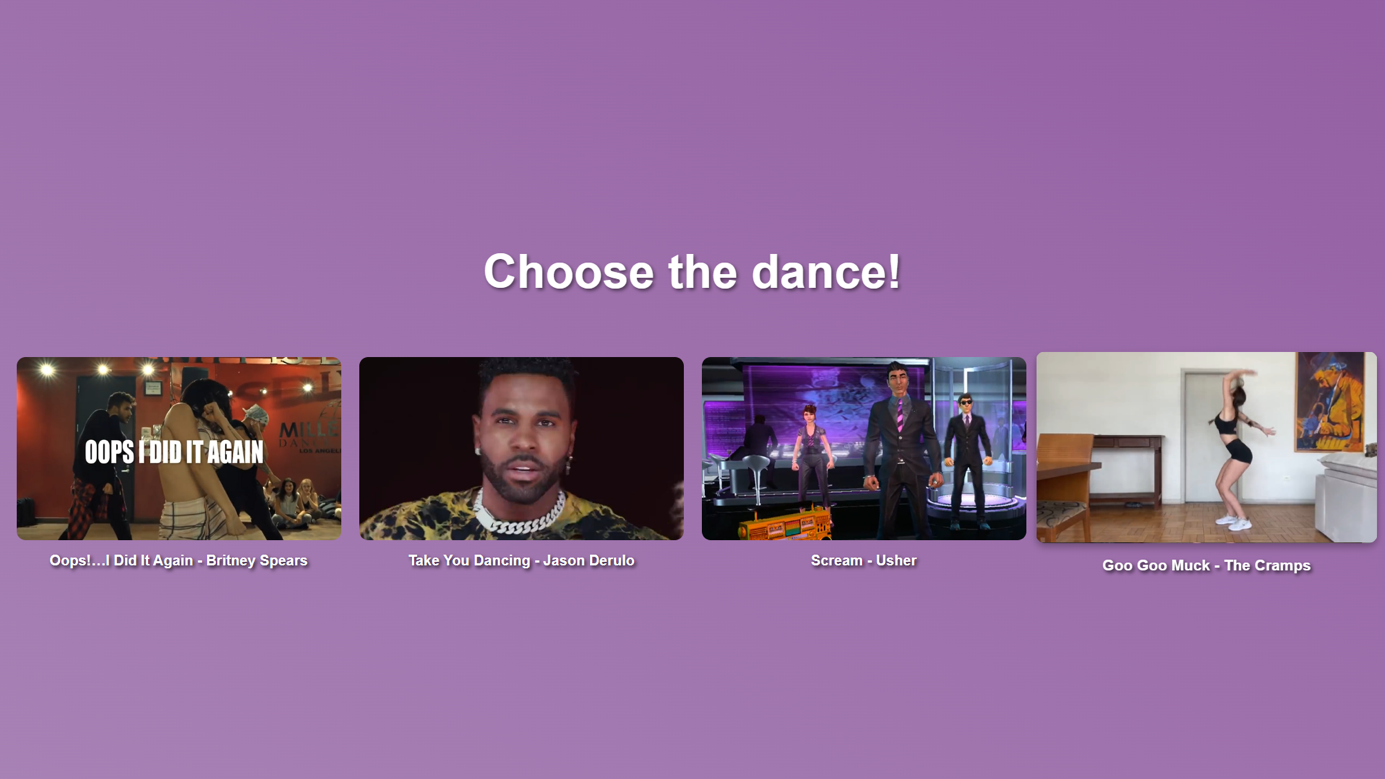 Choose the dance!
OOPS I DID IT AGAIN
Oops!...I Did It Again - Britney Spears
Take You Dancing - Jason Derulo
Scream - Usher
Goo Goo Muck - The Cramps